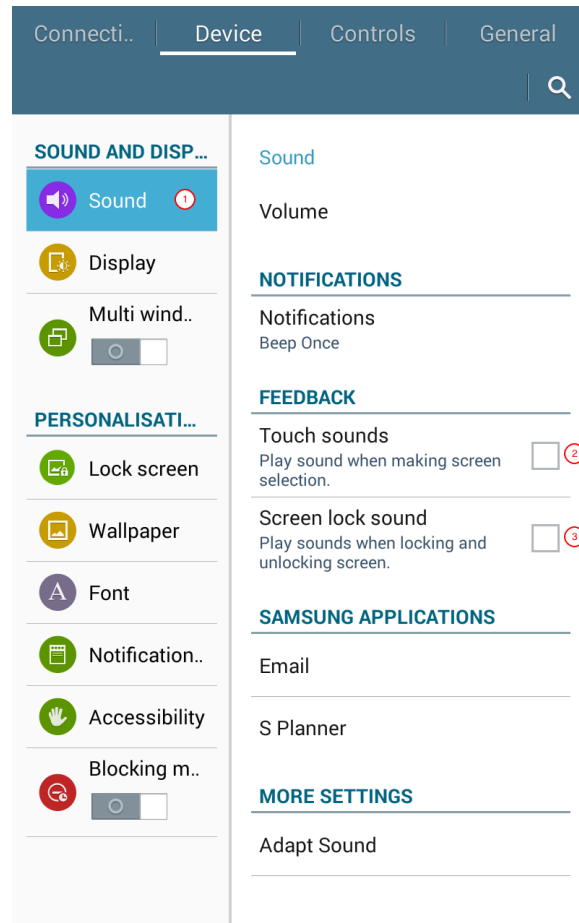 Connecti..
Device
Controls
General
SOUND AND DISP...
Sound
1
Display
Multi wind..
PERSONALISATI...
Lock screen
Wallpaper
A
Font
Notification..
Accessibility
Blocking m..
Sound
Volume
NOTIFICATIONS
Notifications
Beep Once
FEEDBACK
Touch sounds
Play sound when making screen
selection.
2
Screen lock sound
Play sounds when locking and
unlocking screen.
3
SAMSUNG APPLICATIONS
Email
S Planner
MORE SETTINGS
Adapt Sound